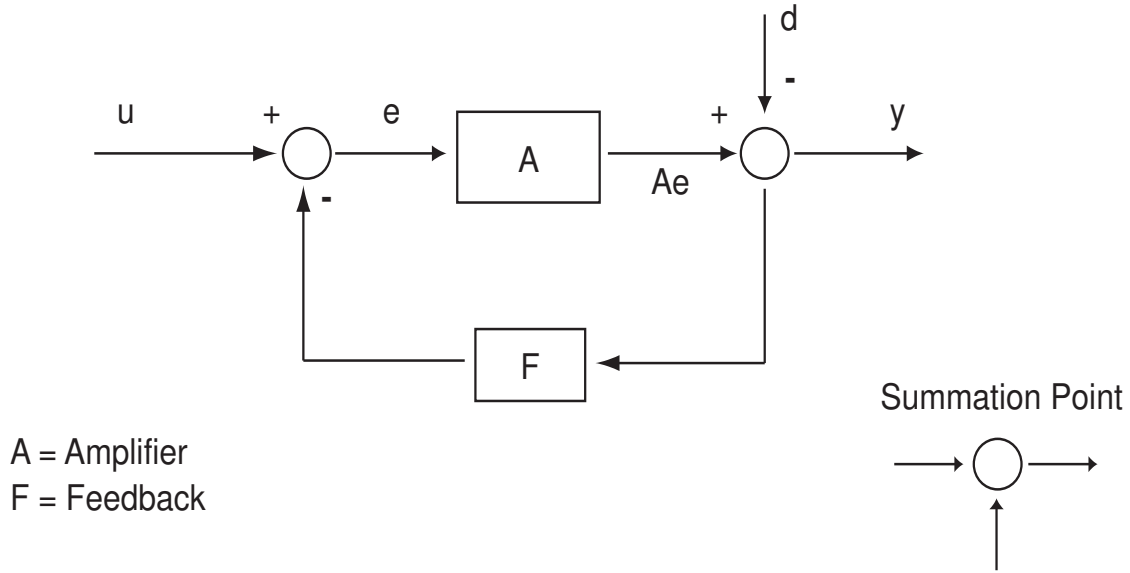 d
-
u
+
e
A
Ae
+
y
-
F
Summation Point
A = Amplifier
F = Feedback